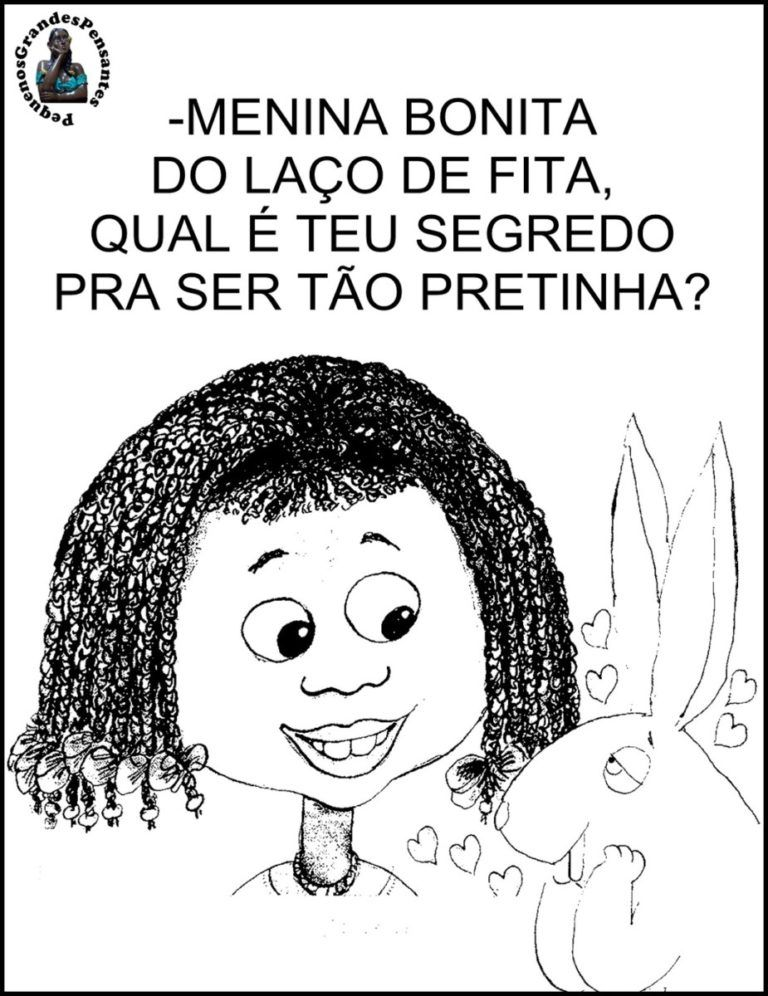 PequenosGrandesPensantes
-MENINA BONITA
DO LAÇO DE FITA,
QUAL É TEU SEGREDO
PRA SER TÃO PRETINHA?